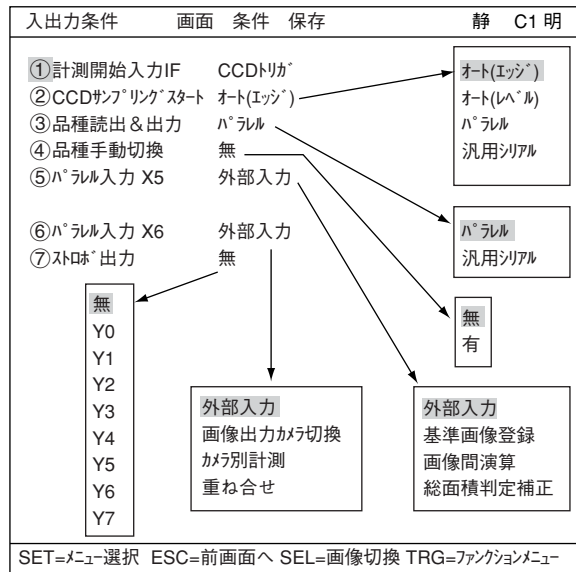 入出力条件 画面 条件 保存 静 C1 明
①計測開始入力IF CCDﾄﾘｶﾞ
②CCDｻﾝﾌﾟﾘﾝｸﾞｽﾀｰﾄ ｵｰﾄ(ｴｯｼﾞ)
③品種読出＆出力 ﾊﾟﾗﾚﾙ
④品種手動切換 無
⑤ﾊﾟﾗﾚﾙ入力 X5 外部入力
⑥ﾊﾟﾗﾚﾙ入力 X6 外部入力
⑦ｽﾄﾛﾎﾞ出力 無
ｵｰﾄ(ｴｯｼﾞ)
ｵｰﾄ(ﾚﾍﾞﾙ)
ﾊﾟﾗﾚﾙ
汎用ｼﾘｱﾙ
ﾊﾟﾗﾚﾙ
汎用ｼﾘｱﾙ
無
有
無
Y0
Y1
Y2
Y3
Y4
Y5
Y6
Y7
外部入力
画像出力ｶﾒﾗ切換
ｶﾒﾗ別計測
重ね合せ
外部入力
基準画像登録
画像間演算
総面積判定補正
SET=ﾒﾆｭｰ選択 ESC=前画面へ SEL=画像切換 TRG=ﾌｧﾝｸｼｮﾝﾒﾆｭｰ